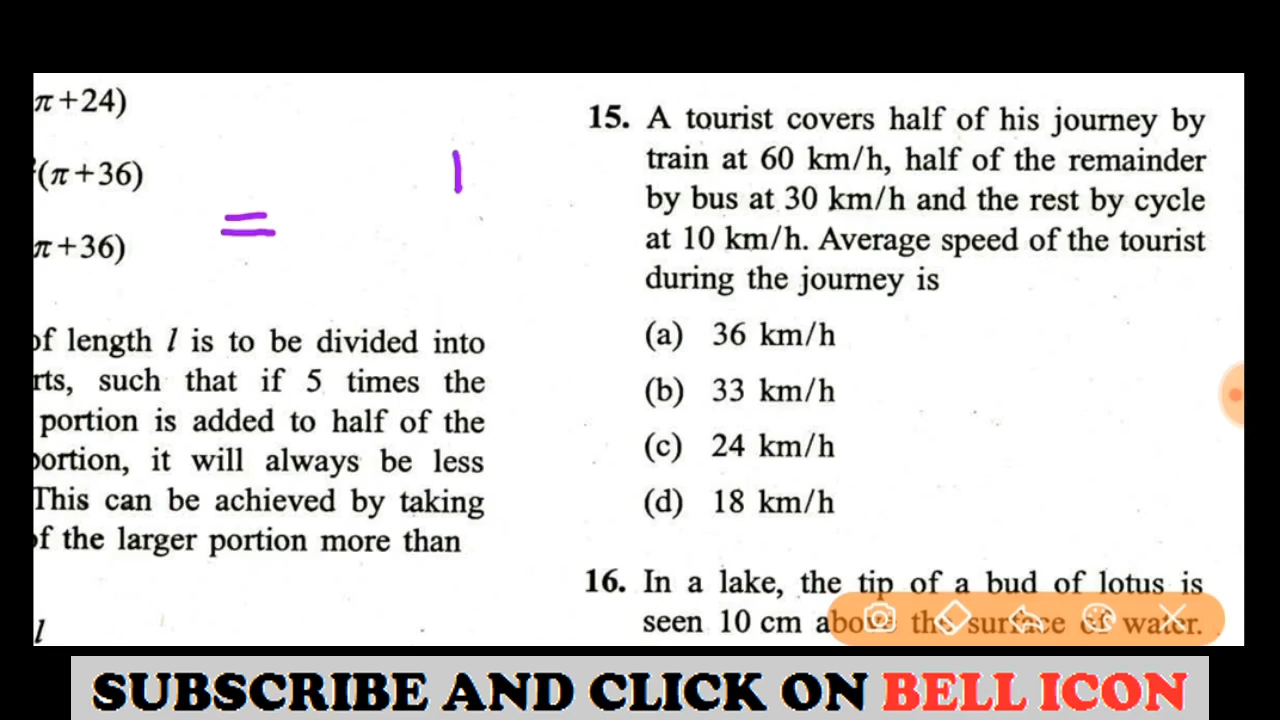 π+24)
(π+36)
π+36)
=
of length l is to be divided into
rts, such that if 5 times the
portion is added to half of the
portion, it will always be less
This can be achieved by taking
of the larger portion more than
l
15. A tourist covers half of his journey by
train at 60 km/h, half of the remainder
by bus at 30 km/h and the rest by cycle
at 10 km/h. Average speed of the tourist
during the journey is
(a) 36 km/h
(b) 33 km/h
(c) 24 km/h
(d) 18 km/h
16. In a lake, the tip of a bud of lotus is
seen 10 cm above the surface of water.
SUBSCRIBE AND CLICK ON BELL ICON